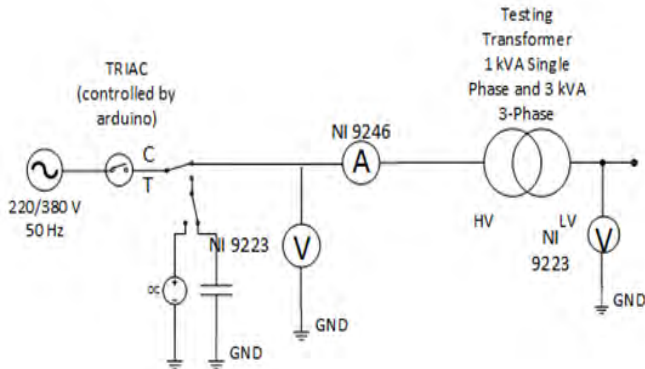 Testing
Transformer
1 kVA Single
Phase and 3 kVA
3-Phase
TRIAC
(controlled by
arduino)
NI 9246
C
A
T
220/380 V
50 Hz
HV
LV
NI 9223
V
NI
9223
V
DC
GND
GND
GND